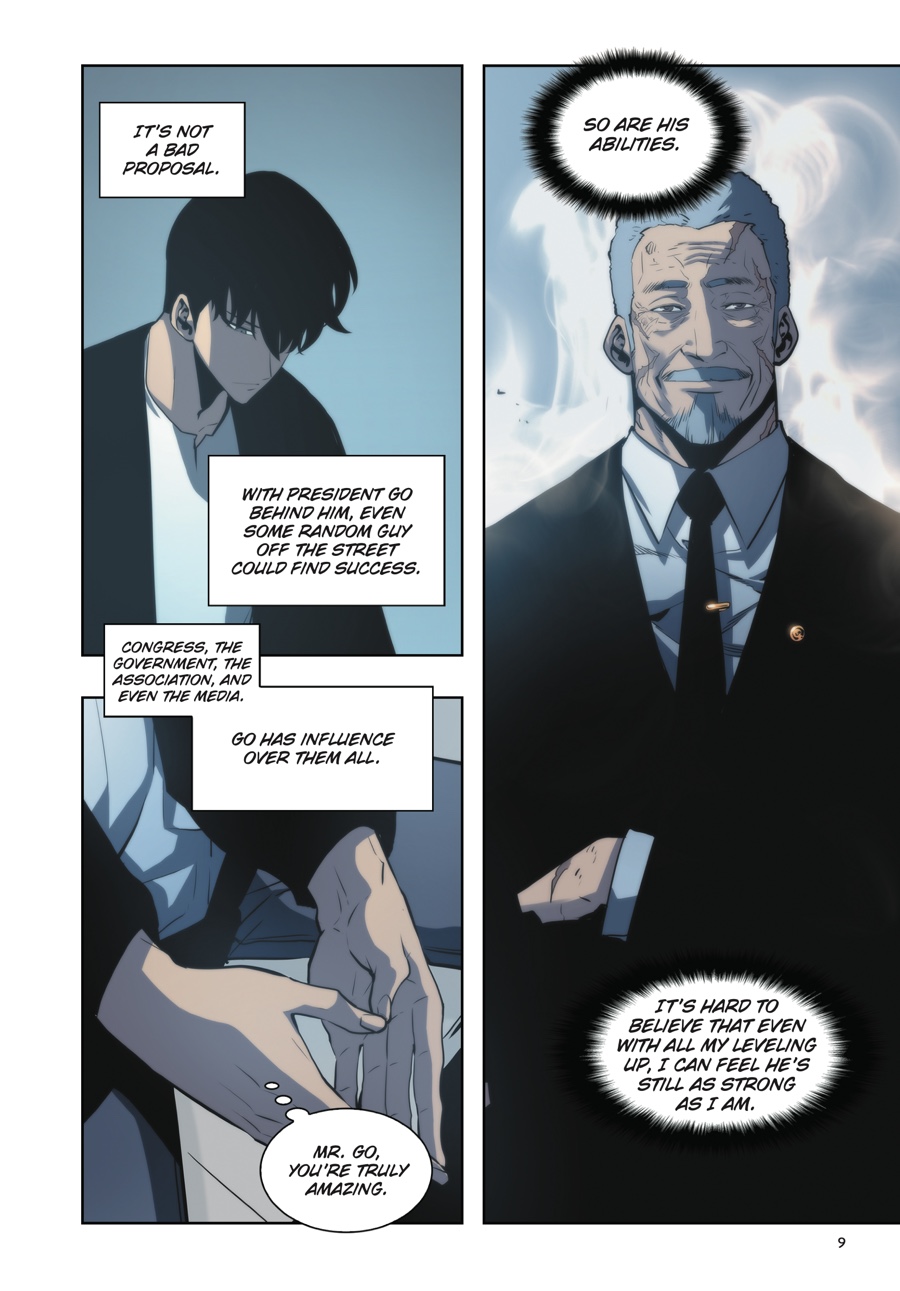 IT'S NOT
A BAD
PROPOSAL.
WITH PRESIDENT GO
BEHIND HIM, EVEN
SOME RANDOM GUY
OFF THE STREET
COULD FIND SUCCESS.
CONGRESS, THE
GOVERNMENT, THE
ASSOCIATION, AND
EVEN THE MEDIA.
GO HAS INFLUENCE
OVER THEM ALL.
MR. GO,
YOU'RE TRULY
AMAZING.
SO ARE HIS
ABILITIES.
IT'S HARD TO
BELIEVE THAT EVEN
WITH ALL MY LEVELING
UP, I CAN FEEL HE'S
STILL AS STRONG
AS I AM.
9